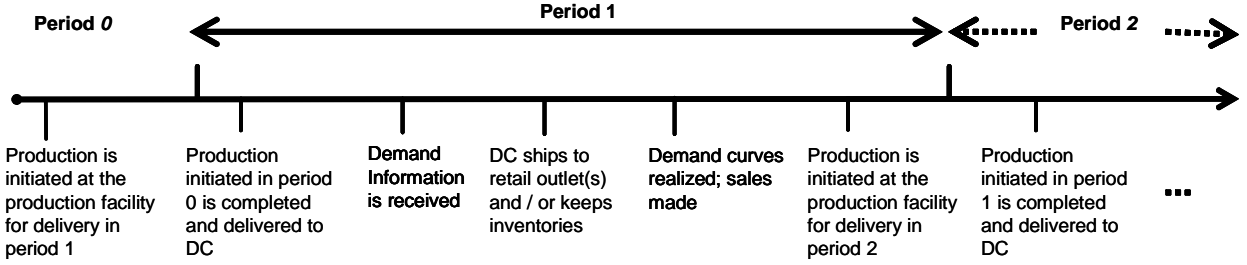 Period 0
Period 1
Period 2
Production is
initiated at the
production facility
for delivery in
period 1
Production
initiated in period
0 is completed
and delivered to
DC
Demand
Information
is received
DC ships to
retail outlet(s)
and / or keeps
inventories
Demand curves
realized; sales
made
Production is
initiated at the
production facility
for delivery in
period 2
Production
initiated in period
1 is completed
and delivered to
DC
...